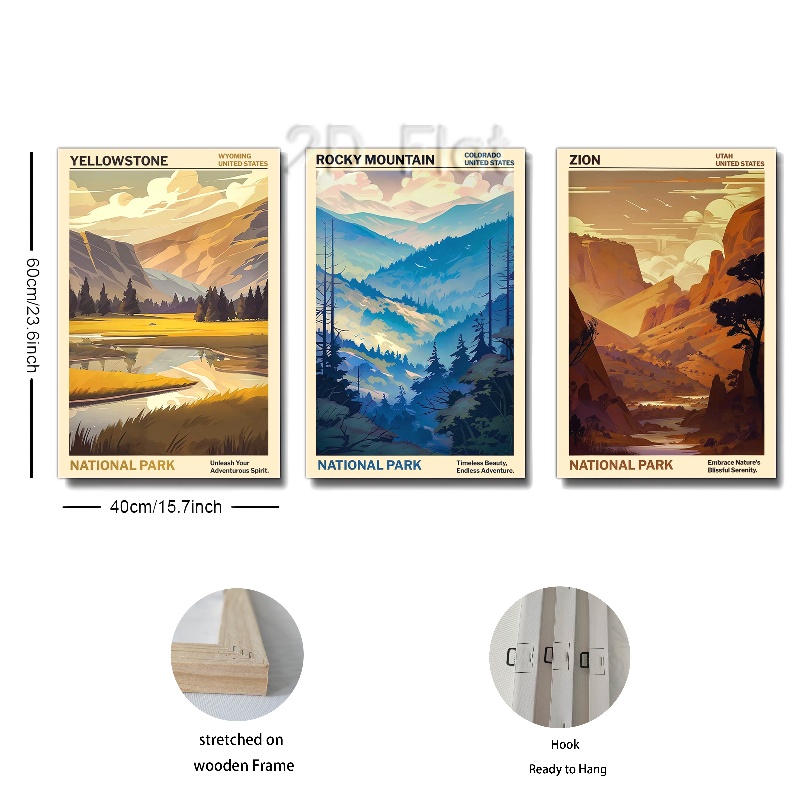 2D Flat
YELLOWSTONE
WYOMING
UNITED STATES
NATIONAL PARK
Unleash Your
Adventurous Spirit.
ROCKY MOUNTAIN
COLORADO
UNITED STATES
NATIONAL PARK
Timeless Beauty,
Endless Adventure.
ZION
UTAH
UNITED STATES
NATIONAL PARK
Embrace Nature's
Blissful Serenity.
60cm/23.6inch
40cm/15.7inch
stretched on
wooden Frame
Hook
Ready to Hang